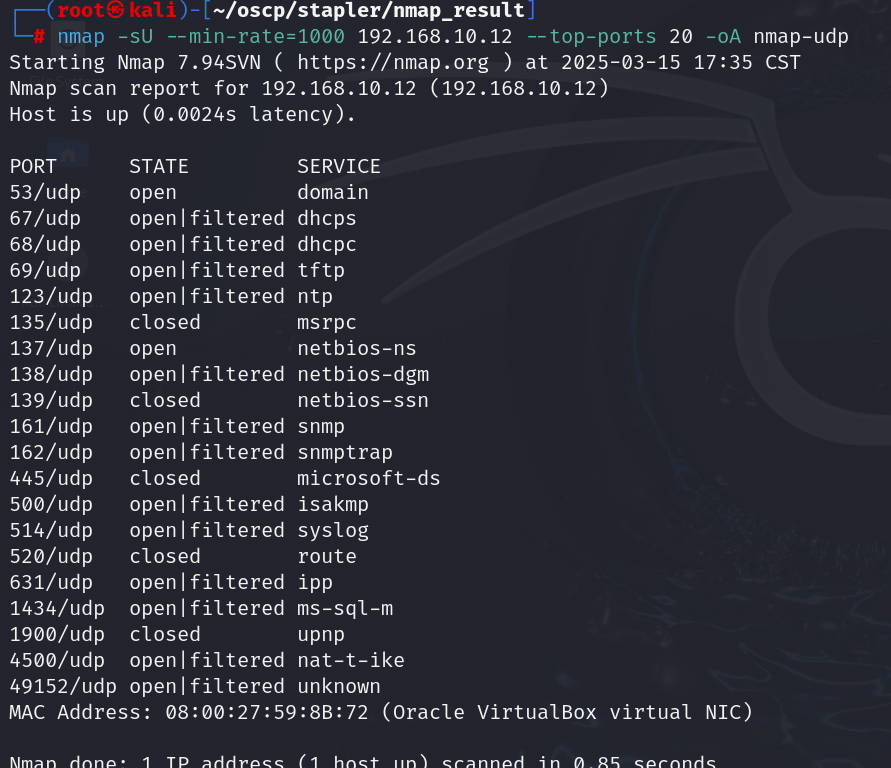 ┌──(root㉿kali)-[~/oscp/stapler/nmap_result]
└─# nmap -sU --min-rate=1000 192.168.10.12 --top-ports 20 -oA nmap-udp
Starting Nmap 7.94SVN ( https://nmap.org ) at 2025-03-15 17:35 CST
Nmap scan report for 192.168.10.12 (192.168.10.12)
Host is up (0.0024s latency).

PORT      STATE         SERVICE
53/udp    open          domain
67/udp    open|filtered dhcps
68/udp    open|filtered dhcpc
69/udp    open|filtered tftp
123/udp   open|filtered ntp
135/udp   closed        msrpc
137/udp   open          netbios-ns
138/udp   open|filtered netbios-dgm
139/udp   closed        netbios-ssn
161/udp   open|filtered snmp
162/udp   open|filtered snmptrap
445/udp   closed        microsoft-ds
500/udp   open|filtered isakmp
514/udp   open|filtered syslog
520/udp   closed        route
631/udp   open|filtered ipp
1434/udp  open|filtered ms-sql-m
1900/udp  closed        upnp
4500/udp  open|filtered nat-t-ike
49152/udp open|filtered unknown
MAC Address: 08:00:27:59:8B:72 (Oracle VirtualBox virtual NIC)

Nmap done: 1 IP address (1 host up) scanned in 0.85 seconds